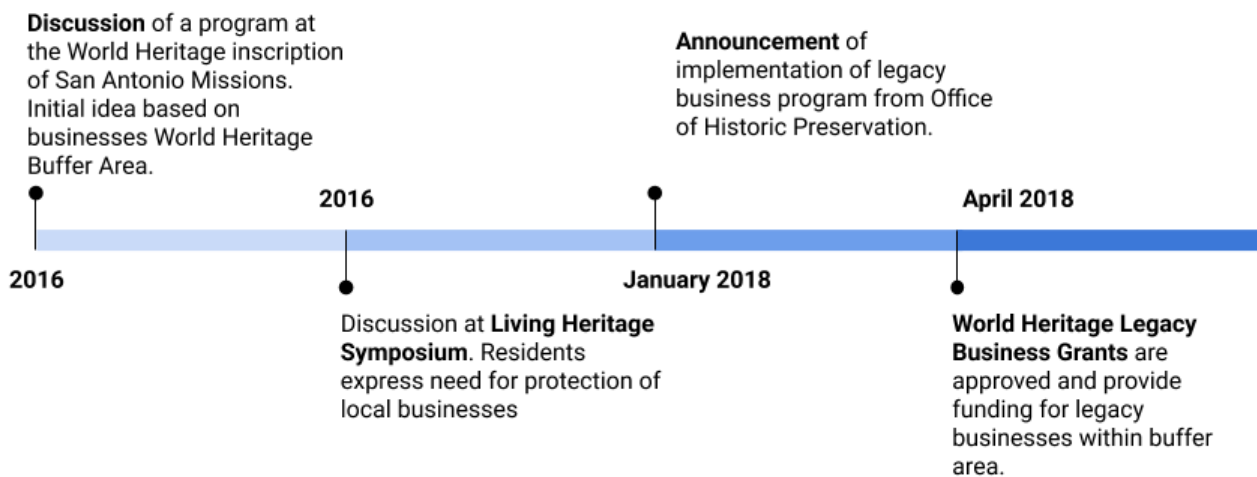 Discussion of a program at
the World Heritage inscription
of San Antonio Missions.
Initial idea based on
businesses World Heritage
Buffer Area.
2016
2016
Discussion at Living Heritage
Symposium. Residents
express need for protection of
local businesses
Announcement of
implementation of legacy
business program from Office
of Historic Preservation.
January 2018
April 2018
World Heritage Legacy
Business Grants are
approved and provide
funding for legacy
businesses within buffer
area.